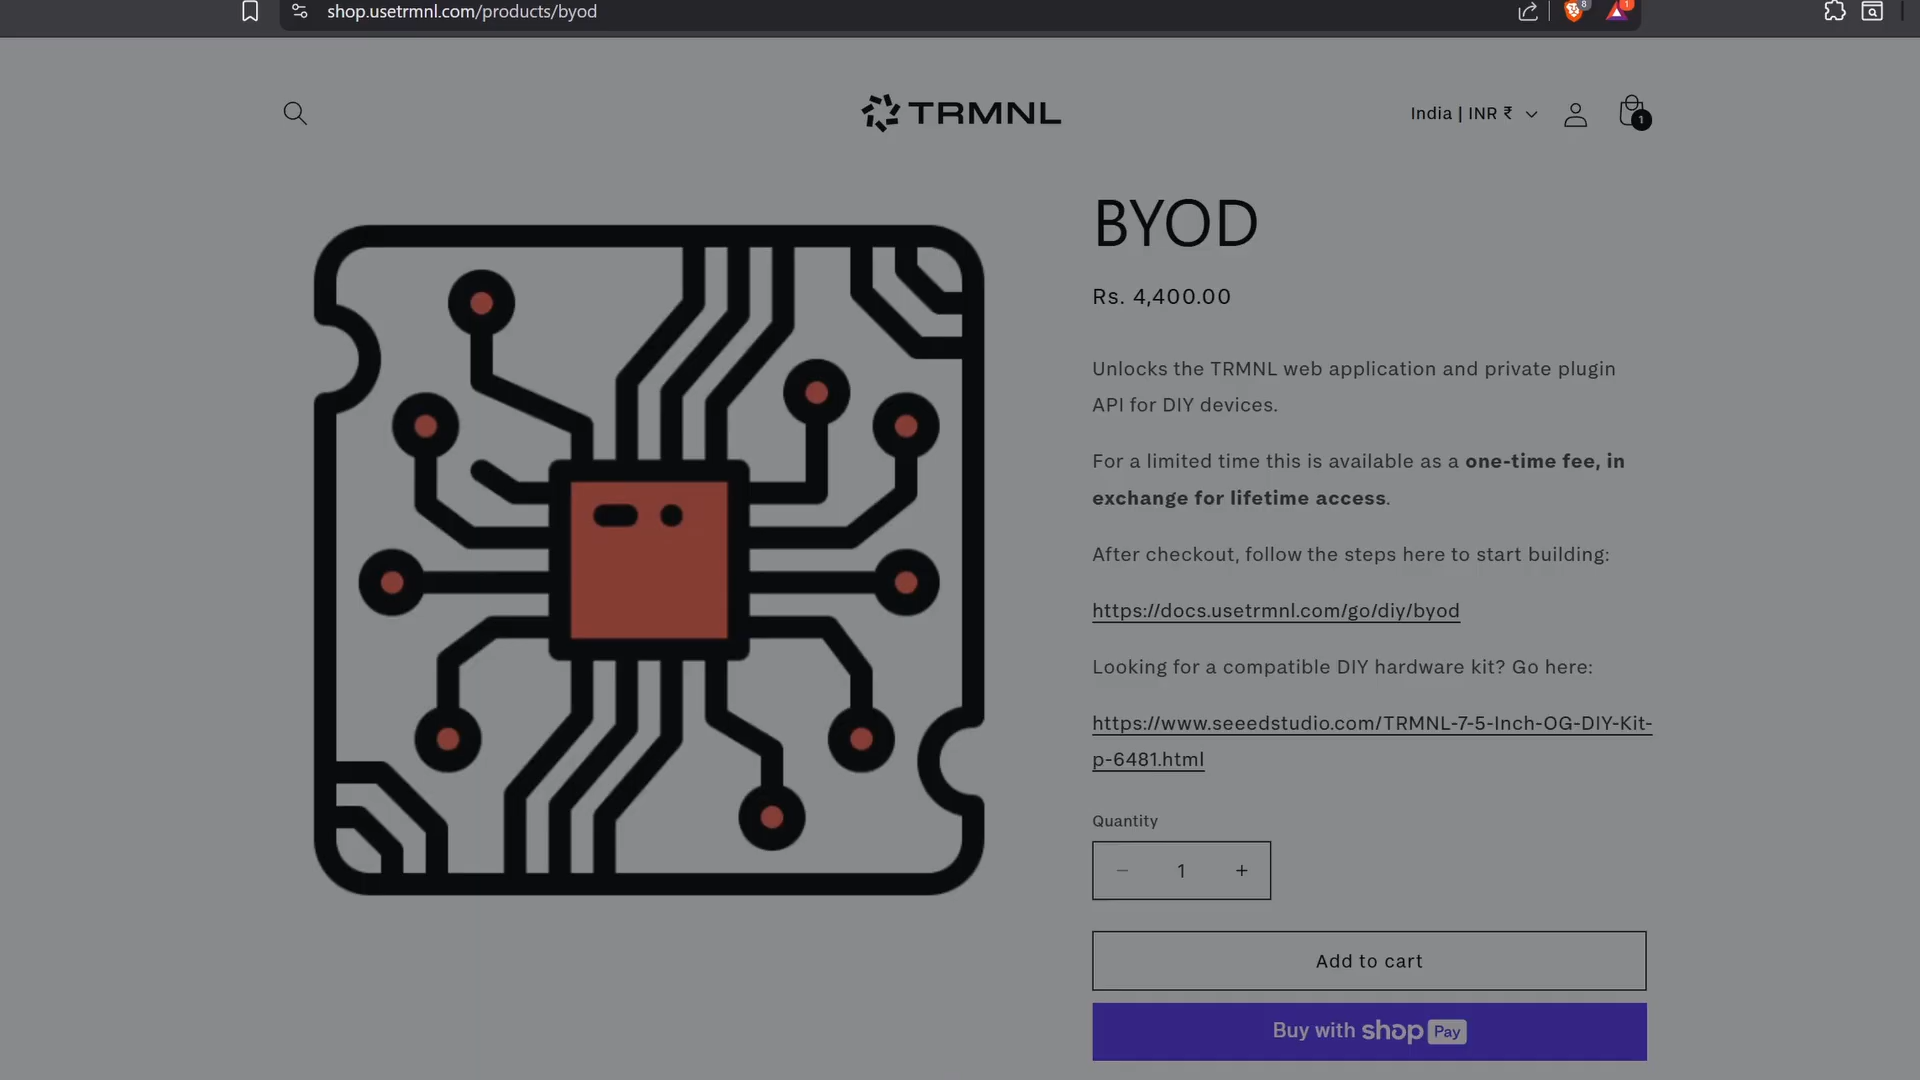 shop.usetrmnl.com/products/byod
8
1
TRMNL
India | INR ₹
1
BYOD
Rs. 4,400.00
Unlocks the TRMNL web application and private plugin
API for DIY devices.
For a limited time this is available as a one-time fee, in
exchange for lifetime access.
After checkout, follow the steps here to start building:
https://docs.usetrmnl.com/go/diy/byod
Looking for a compatible DIY hardware kit? Go here:
https://www.seeedstudio.com/TRMNL-7-5-Inch-OG-DIY-Kit-
p-6481.html
Quantity
− 1 +
Add to cart
Buy with shop Pay